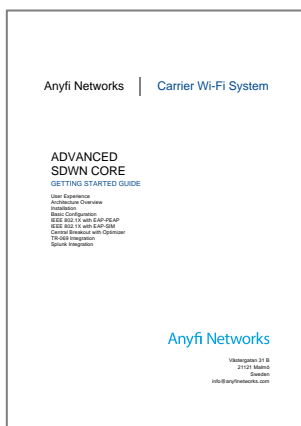 Anyfi Networks | Carrier Wi-Fi System
ADVANCED
SDWN CORE
GETTING STARTED GUIDE
User Experience
Architecture Overview
Installation
Basic Configuration
IEEE 802.1X with EAP-PEAP
IEEE 802.1X with EAP-SIM
Central Breakout with Optimizer
TR-069 Integration
Splunk Integration
Anyfi Networks
Västergatan 31 B
21121 Malmö
Sweden
info@anyfinetworks.com